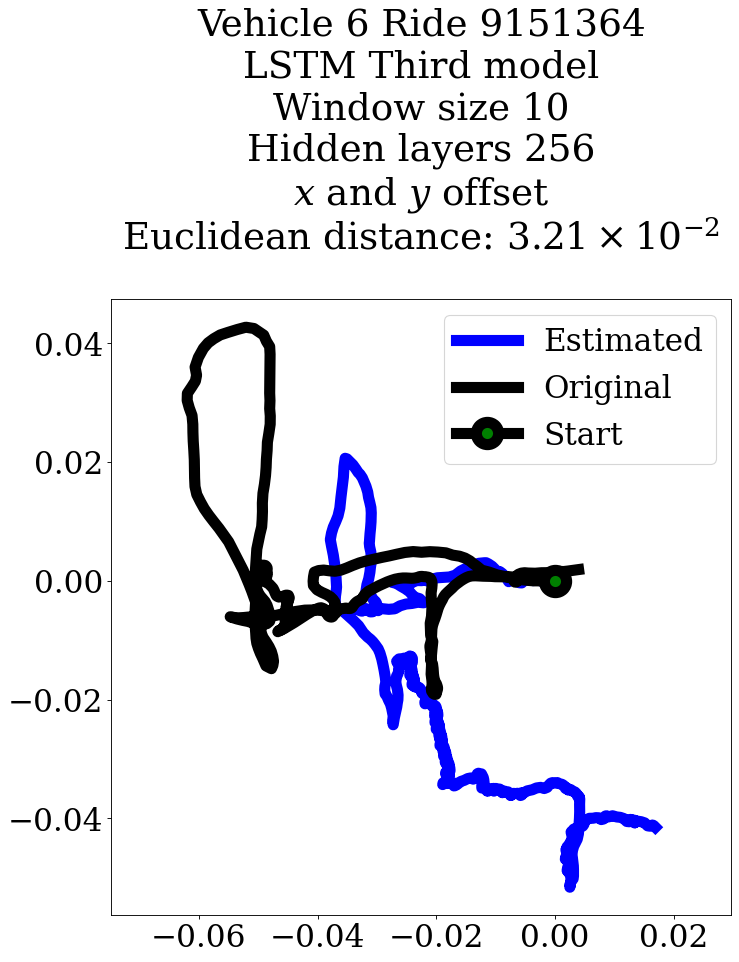 Vehicle 6 Ride 9151364
LSTM Third model
Window size 10
Hidden layers 256
x and y offset
Euclidean distance: 3.21 × 10⁻²
Estimated
Original
Start
0.04
0.02
0.00
−0.02
−0.04
−0.06 −0.04 −0.02 0.00 0.02